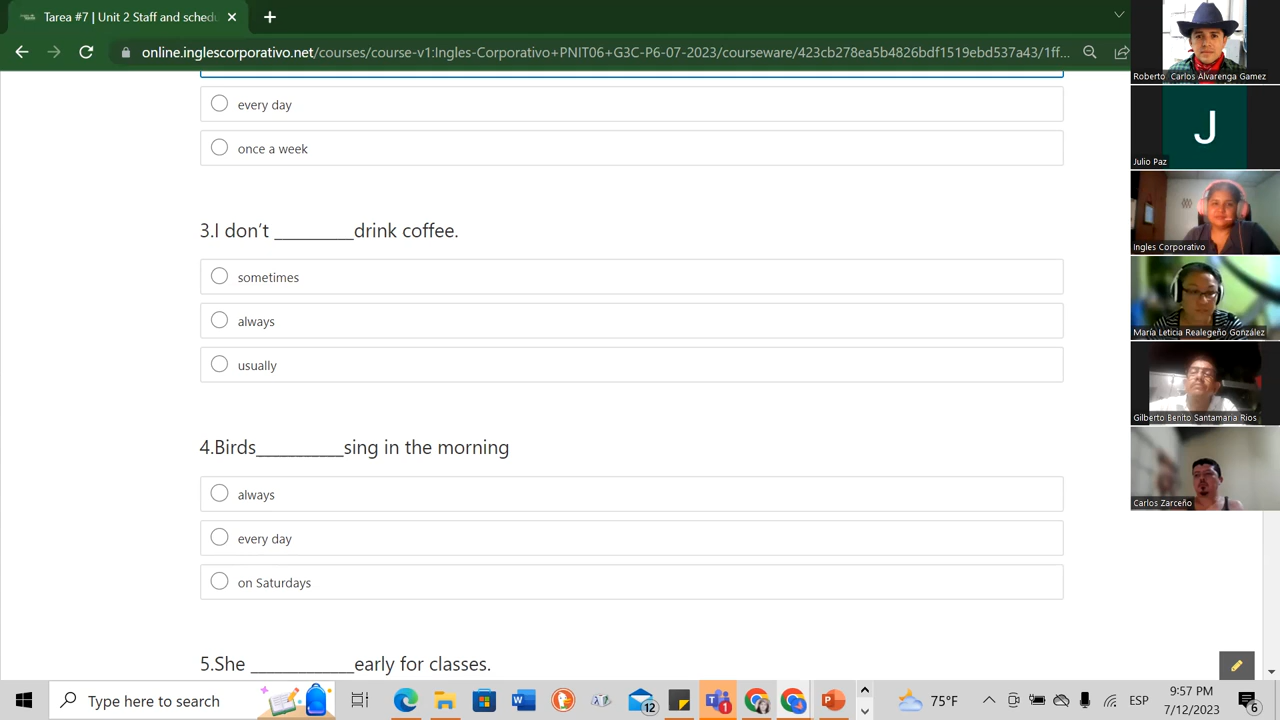 Tarea #7 | Unit 2 Staff and schedu
online.inglescorporativo.net/courses/course-v1:Ingles-Corporativo+PNIT06+G3C-P6-07-2023/courseware/423cb278ea5b4826bdf1f19ebd537a43/1ff...
every day
once a week
3.I don’t _________drink coffee.
sometimes
always
usually
4.Birds__________sing in the morning
always
every day
on Saturdays
5.She ____________early for classes.
Roberto Carlos Alvarenga Gamez
J
Julio Paz
Ingles Corporativo
María Leticia Realegeño González
Gilberto Benito Santamaria Rios
Carlos Zarceño
Type here to search
12
1
75°F
ESP
9:57 PM
7/12/2023
6